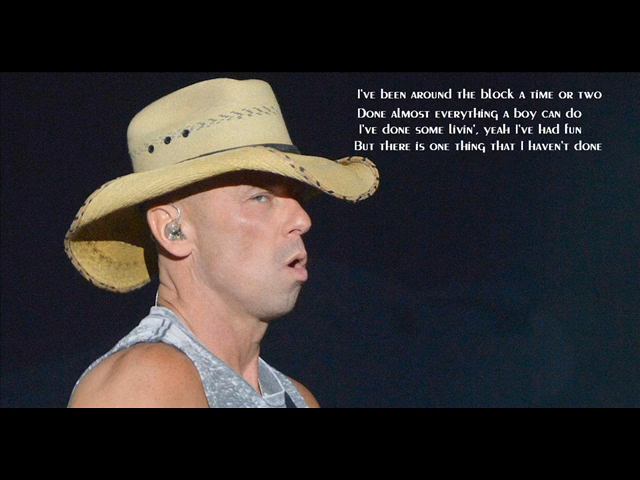 I've been around the block a time or two
Done almost everything a boy can do
I've done some livin', yeah I've had fun
But there is one thing that I haven't done